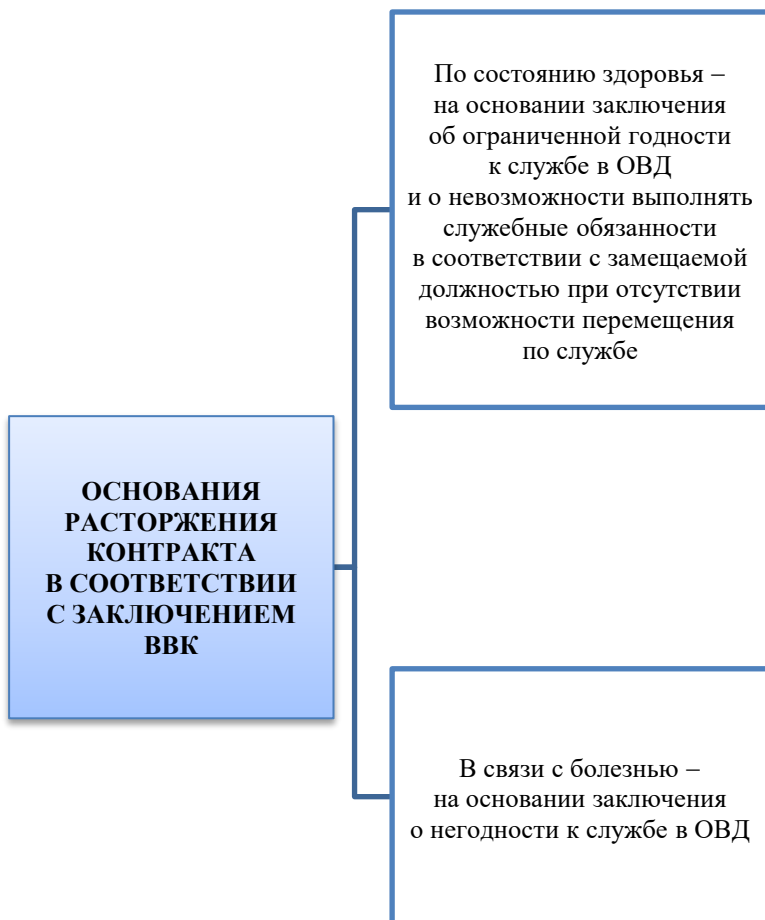 По состоянию здоровья –
на основании заключения
об ограниченной годности
к службе в ОВД
и о невозможности выполнять
служебные обязанности
в соответствии с замещаемой
должностью при отсутствии
возможности перемещения
по службе
ОСНОВАНИЯ
РАСТОРЖЕНИЯ
КОНТРАКТА
В СООТВЕТСТВИИ
С ЗАКЛЮЧЕНИЕМ
ВВК
В связи с болезнью –
на основании заключения
о негодности к службе в ОВД